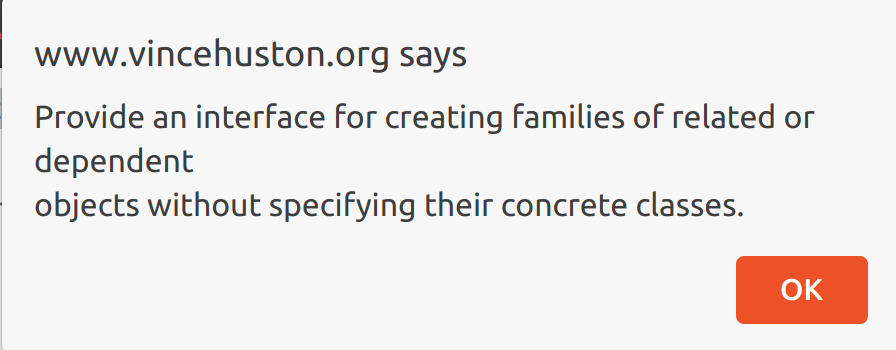 www.vincehuston.org says
Provide an interface for creating families of related or
dependent
objects without specifying their concrete classes.
OK